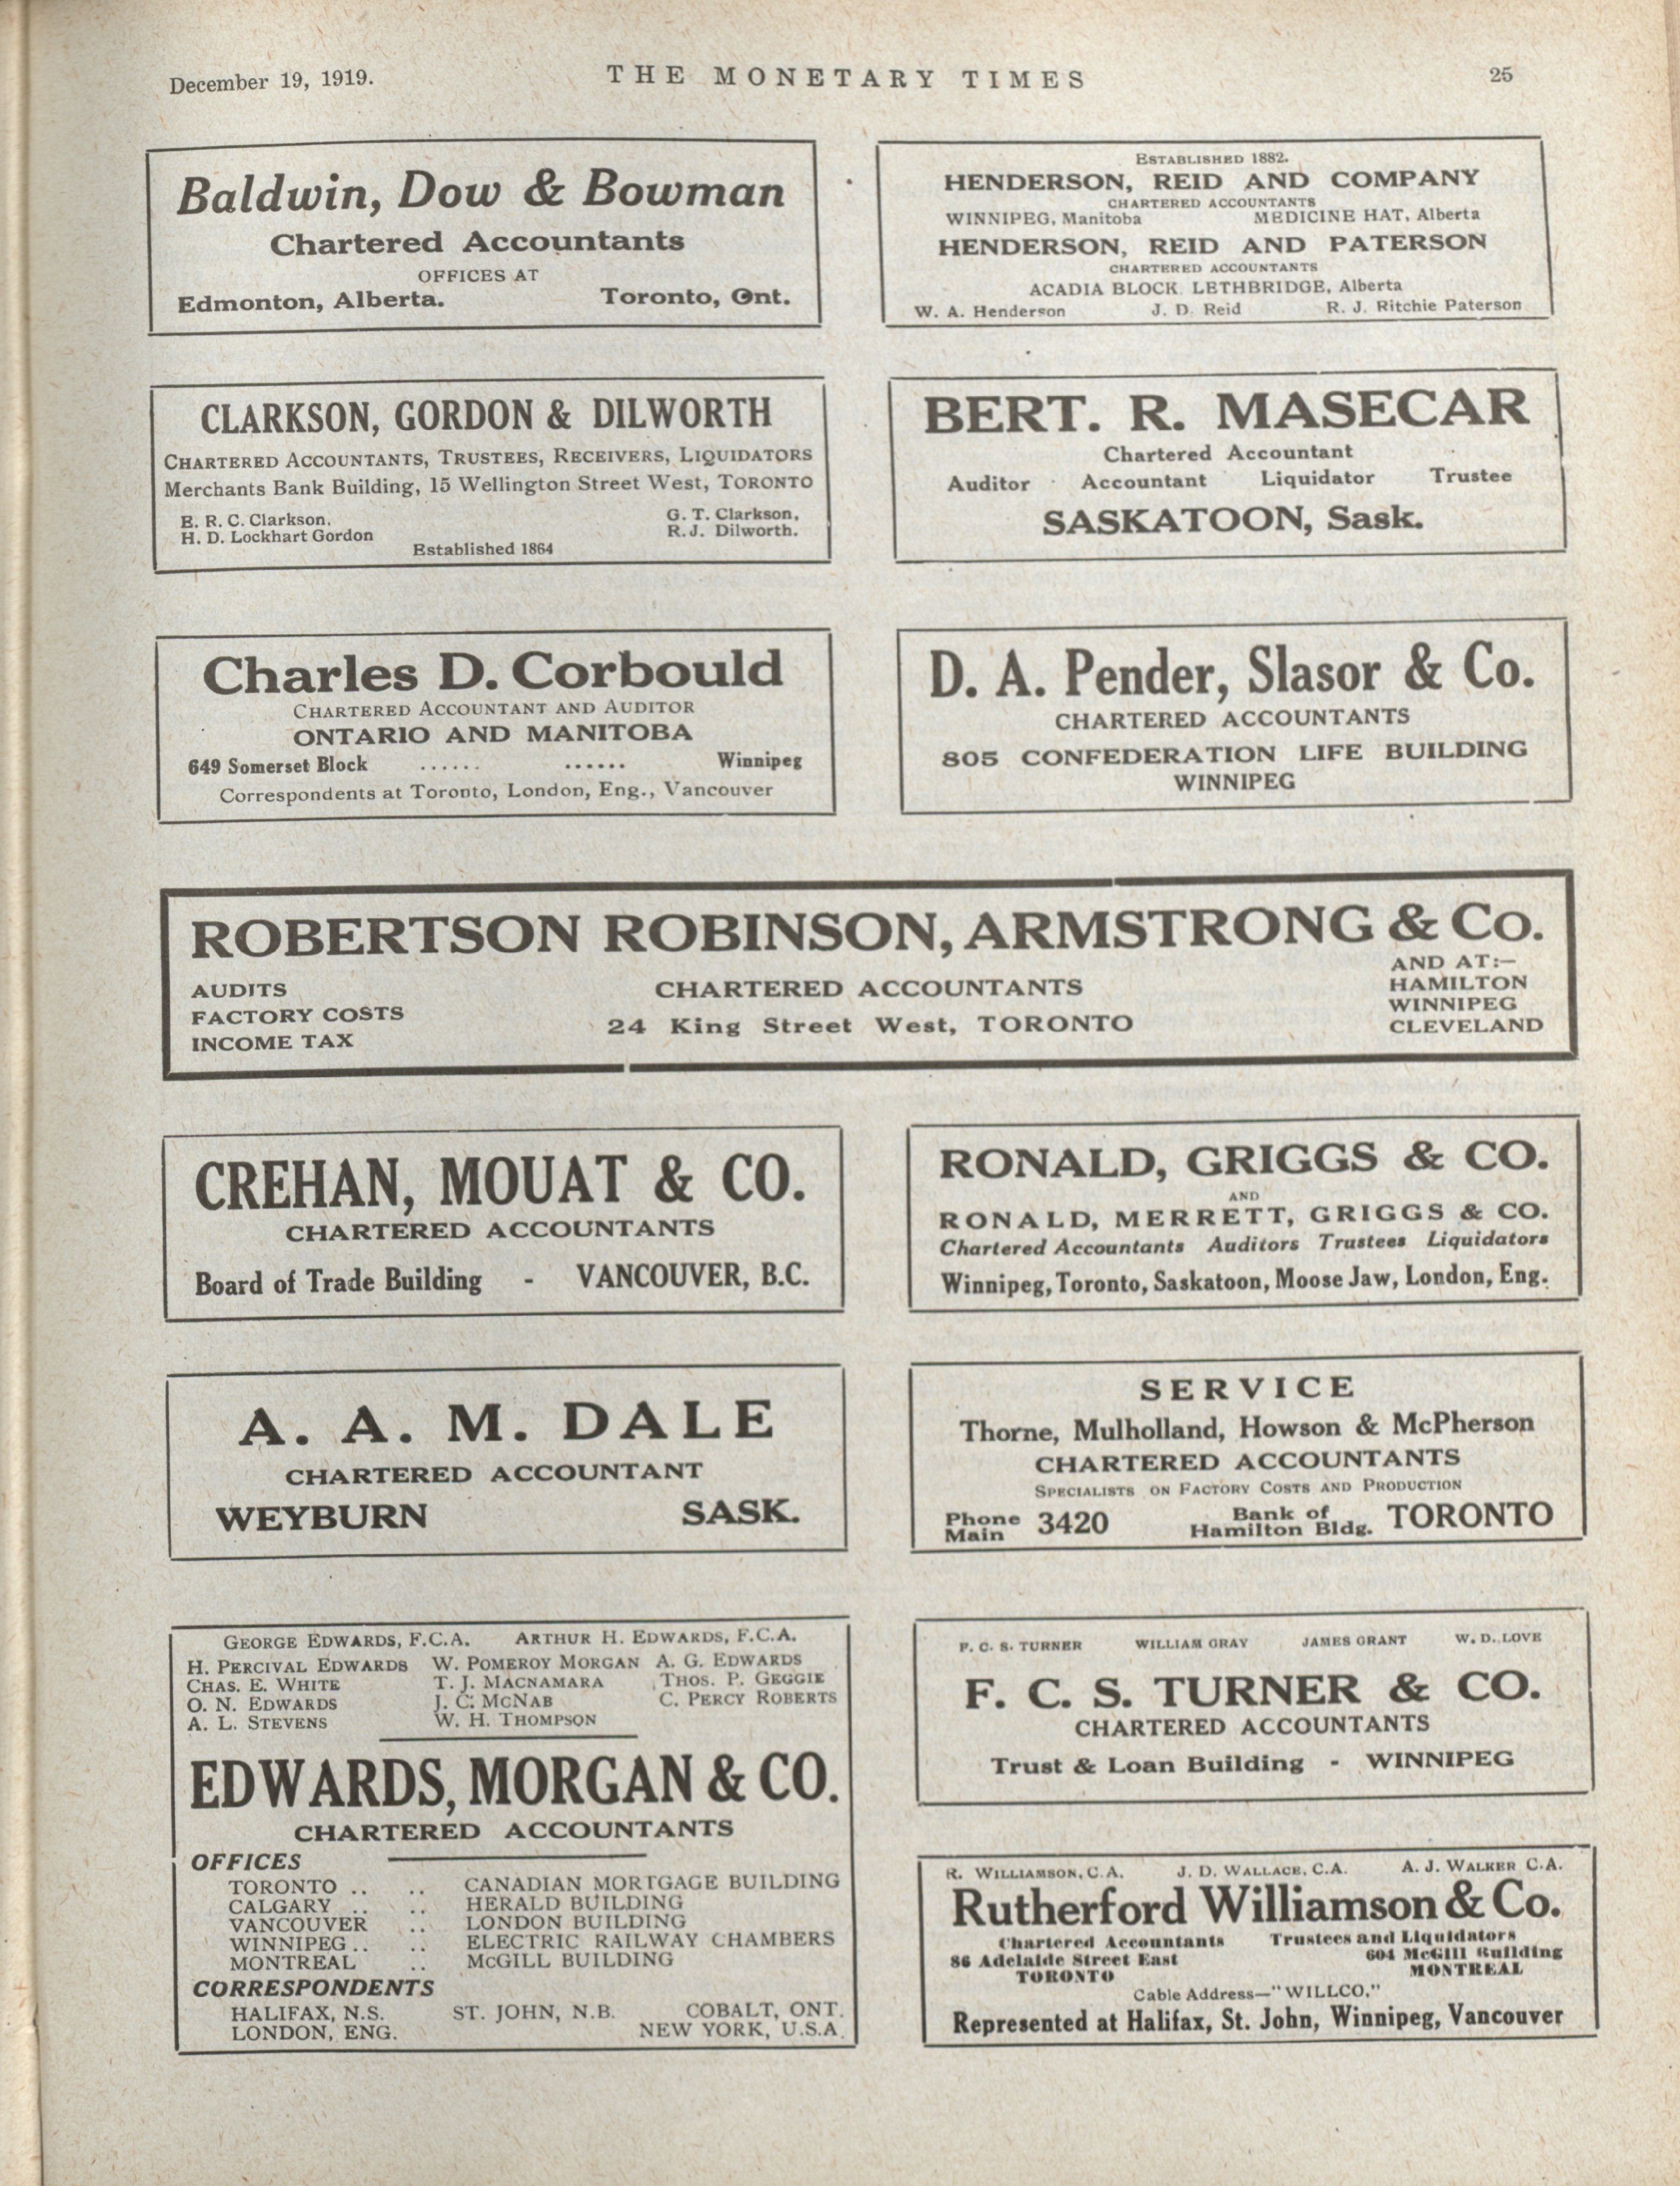 December 19, 1919.
THE MONETARY TIMES
25
Baldwin, Dow & Bowman
Chartered Accountants
OFFICES AT
Edmonton, Alberta. Toronto, Ont.
ESTABLISHED 1882.
HENDERSON, REID AND COMPANY
CHARTERED ACCOUNTANTS
WINNIPEG, Manitoba MEDICINE HAT, Alberta
HENDERSON, REID AND PATERSON
CHARTERED ACCOUNTANTS
ACADIA BLOCK LETHBRIDGE, Alberta
W. A. Henderson J. D. Reid R. J. Ritchie Paterson
CLARKSON, GORDON & DILWORTH
CHARTERED ACCOUNTANTS, TRUSTEES, RECEIVERS, LIQUIDATORS
Merchants Bank Building, 15 Wellington Street West, TORONTO
E. R. C. Clarkson, G. T. Clarkson,
H. D. Lockhart Gordon R. J. Dilworth.
Established 1864
BERT. R. MASECAR
Chartered Accountant
Auditor Accountant Liquidator Trustee
SASKATOON, Sask.
Charles D. Corbould
CHARTERED ACCOUNTANT AND AUDITOR
ONTARIO AND MANITOBA
649 Somerset Block ...... ...... Winnipeg
Correspondents at Toronto, London, Eng., Vancouver
D. A. Pender, Slasor & Co.
CHARTERED ACCOUNTANTS
805 CONFEDERATION LIFE BUILDING
WINNIPEG
ROBERTSON ROBINSON, ARMSTRONG & Co.
AUDITS
FACTORY COSTS
INCOME TAX
CHARTERED ACCOUNTANTS
24 King Street West, TORONTO
AND AT:—
HAMILTON
WINNIPEG
CLEVELAND
CREHAN, MOUAT & CO.
CHARTERED ACCOUNTANTS
Board of Trade Building - VANCOUVER, B.C.
RONALD, GRIGGS & CO.
AND
RONALD, MERRETT, GRIGGS & CO.
Chartered Accountants Auditors Trustees Liquidators
Winnipeg, Toronto, Saskatoon, Moose Jaw, London, Eng.
A. A. M. DALE
CHARTERED ACCOUNTANT
WEYBURN SASK.
SERVICE
Thorne, Mulholland, Howson & McPherson
CHARTERED ACCOUNTANTS
SPECIALISTS ON FACTORY COSTS AND PRODUCTION
Phone Main 3420 Bank of Hamilton Bldg. TORONTO
GEORGE EDWARDS, F.C.A. ARTHUR H. EDWARDS, F.C.A.
H. PERCIVAL EDWARDS W. POMEROY MORGAN A. G. EDWARDS
CHAS. E. WHITE T. J. MACNAMARA THOS. P. GEGGIE
O. N. EDWARDS J. C. MCNAB C. PERCY ROBERTS
A. L. STEVENS W. H. THOMPSON
EDWARDS, MORGAN & CO.
CHARTERED ACCOUNTANTS
OFFICES
TORONTO .. .. CANADIAN MORTGAGE BUILDING
CALGARY .. .. HERALD BUILDING
VANCOUVER .. LONDON BUILDING
WINNIPEG .. .. ELECTRIC RAILWAY CHAMBERS
MONTREAL .. McGILL BUILDING
CORRESPONDENTS
HALIFAX, N.S. ST. JOHN, N.B. COBALT, ONT.
LONDON, ENG. NEW YORK, U.S.A.
F. C. S. TURNER WILLIAM GRAY JAMES GRANT W. D. LOVE
F. C. S. TURNER & CO.
CHARTERED ACCOUNTANTS
Trust & Loan Building - WINNIPEG
R. WILLIAMSON, C.A. J. D. WALLACE, C.A. A. J. WALKER C.A.
Rutherford Williamson & Co.
Chartered Accountants Trustees and Liquidators
86 Adelaide Street East 604 McGill Building
TORONTO MONTREAL
Cable Address—"WILLCO."
Represented at Halifax, St. John, Winnipeg, Vancouver